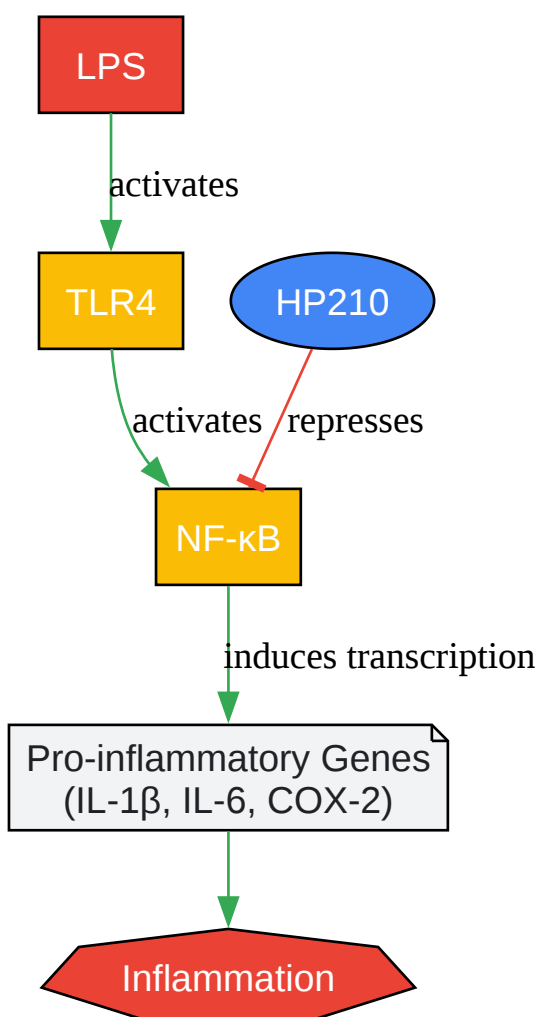 LPS
activates
TLR4
HP210
activates
represses
NF-κB
induces transcription
Pro-inflammatory Genes
(IL-1β, IL-6, COX-2)
Inflammation